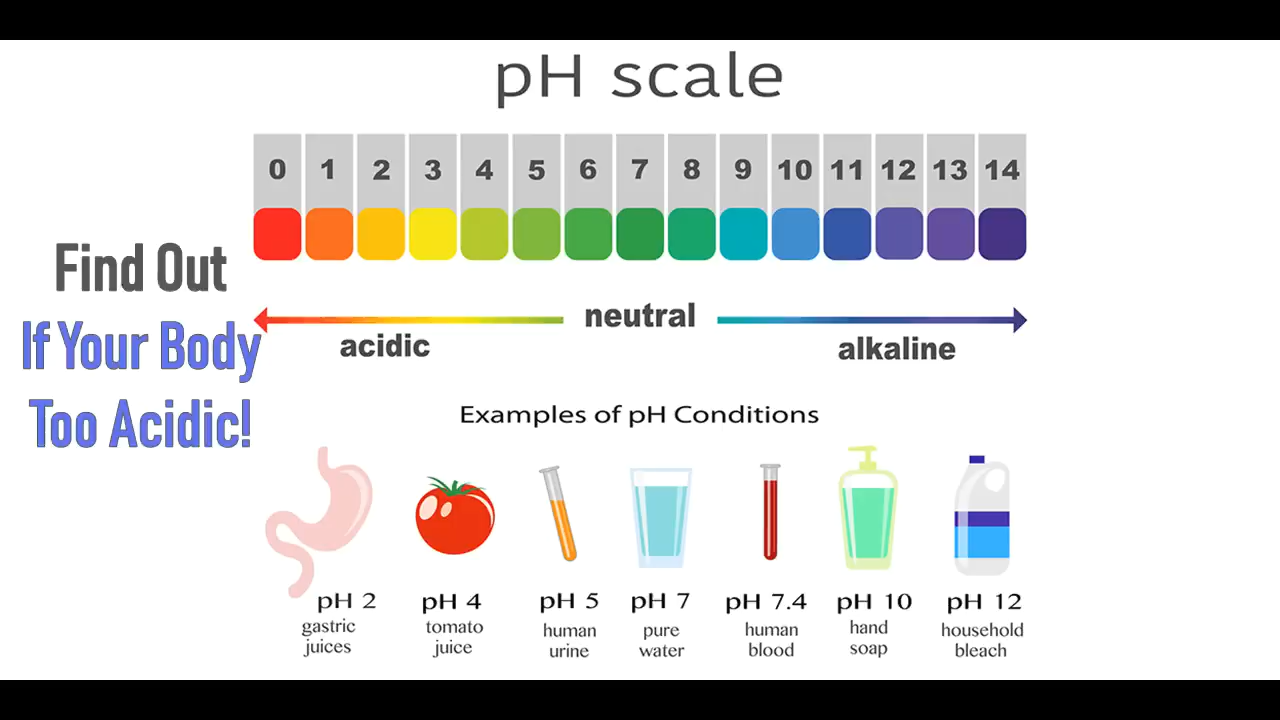 pH scale
0 1 2 3 4 5 6 7 8 9 10 11 12 13 14
Find Out
If Your Body
Too Acidic!
neutral
acidic
alkaline
Examples of pH Conditions
pH 2 pH 4 pH 5 pH 7 pH 7.4 pH 10 pH 12
gastric tomato human pure human hand household
juices juice urine water blood soap bleach